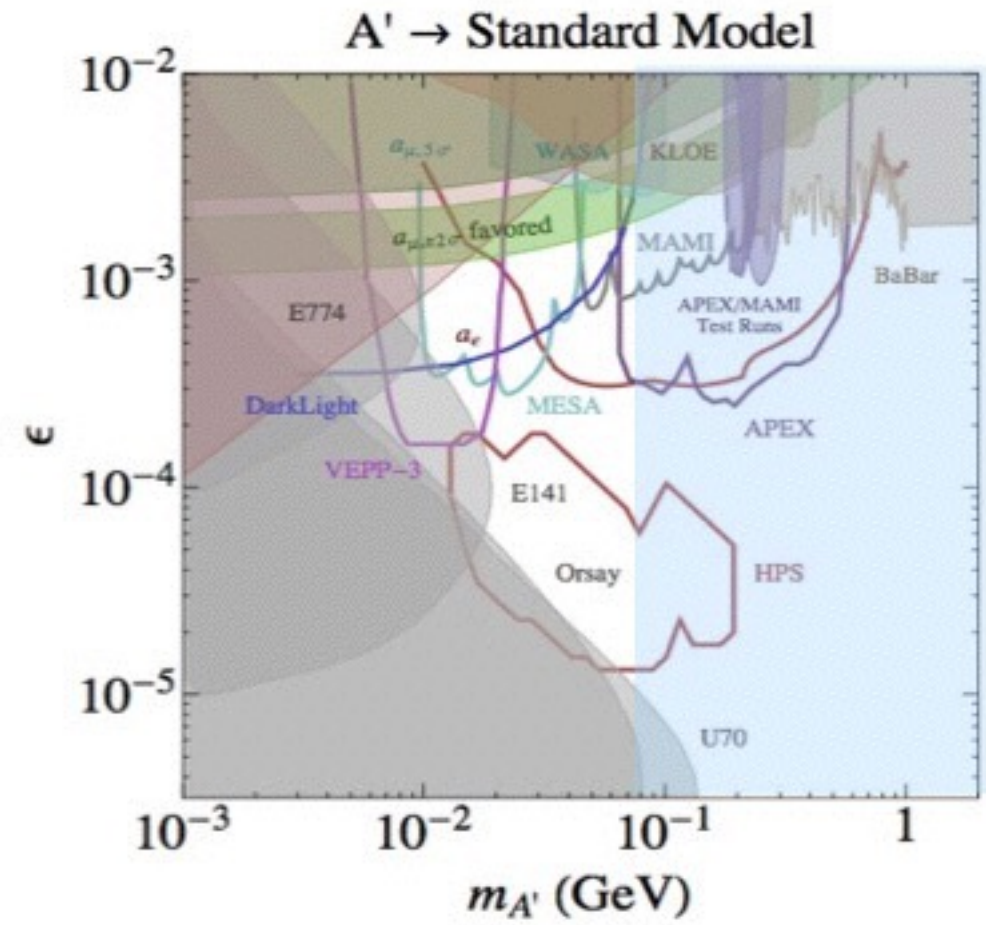 A' → Standard Model
10⁻²
a_μ,5σ
WASA
KLOE
a_μ,±2σ favored
MAMI
10⁻³
BaBar
E774
APEX/MAMI
Test Runs
a_e
DarkLight
MESA
APEX
ϵ
VEPP−3
10⁻⁴
E141
Orsay
HPS
10⁻⁵
U70
10⁻³
10⁻²
10⁻¹
1
m_A' (GeV)